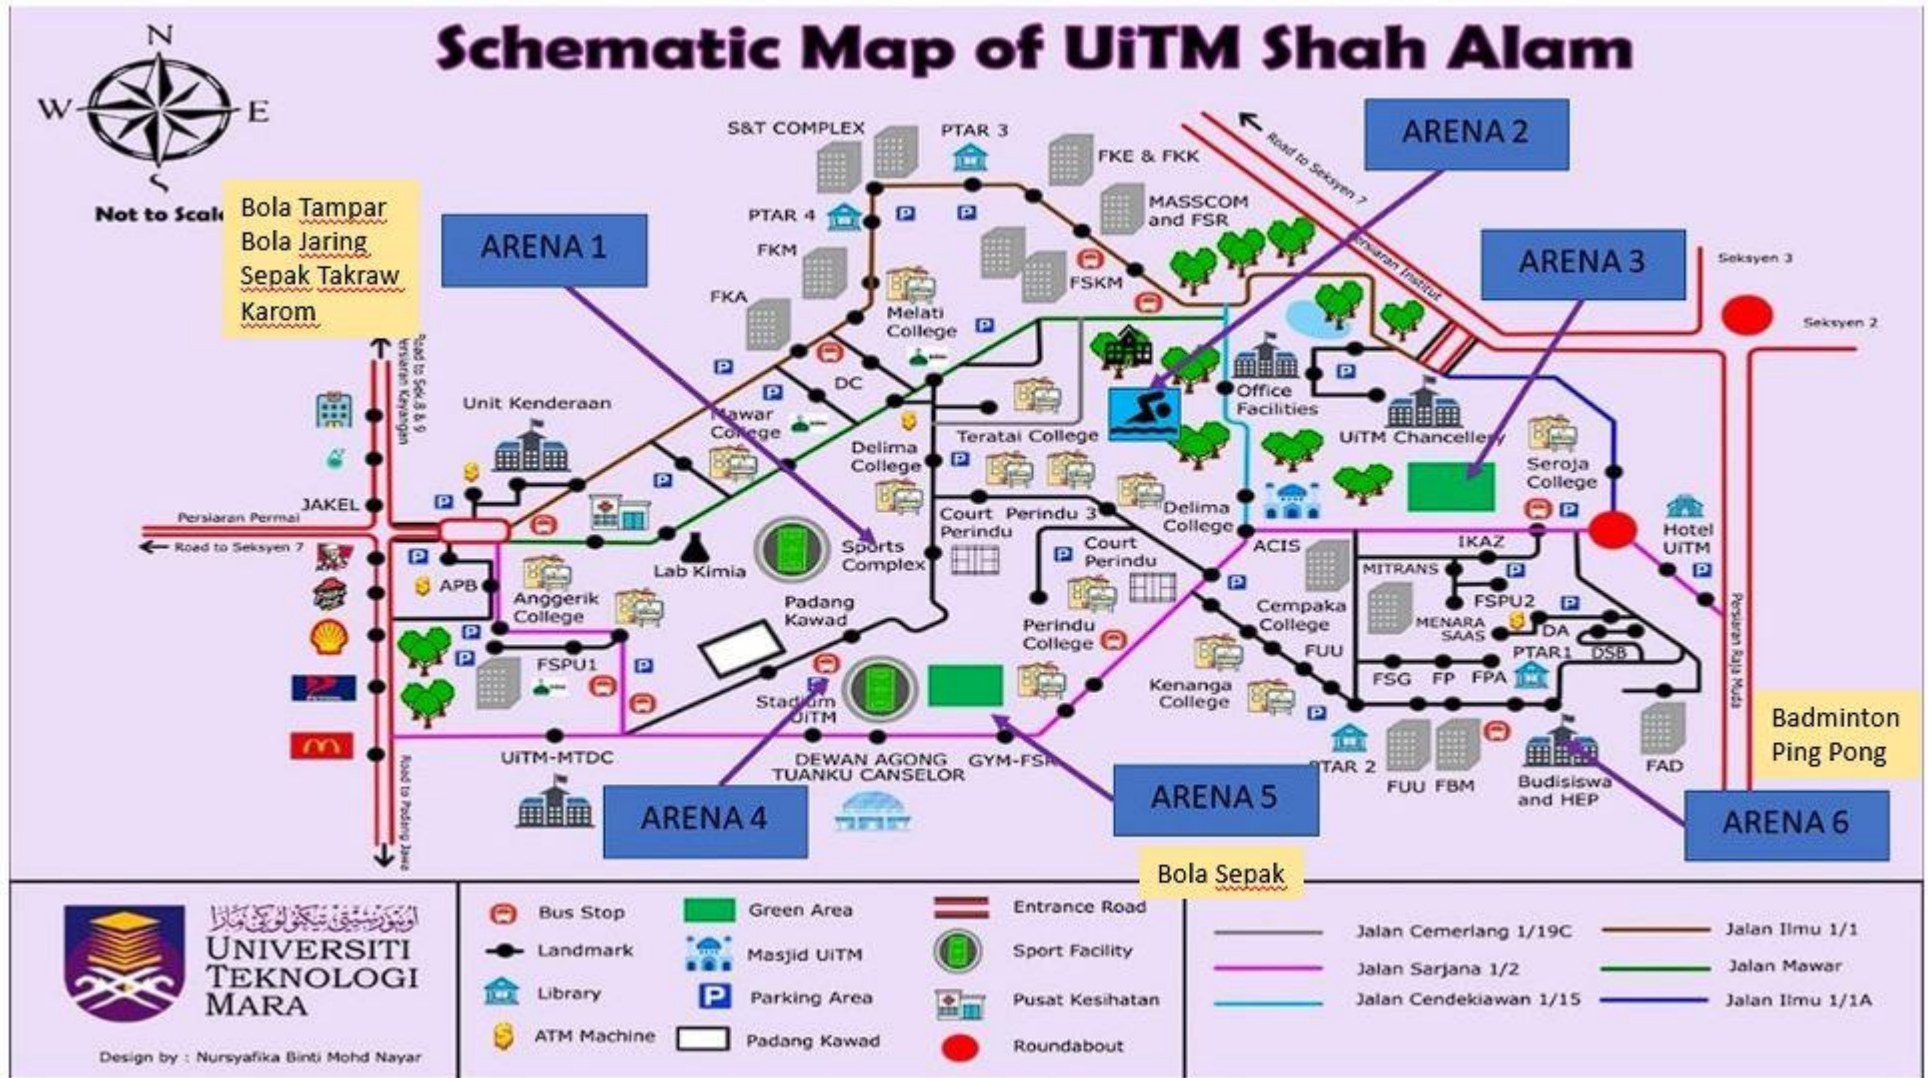 Schematic Map of UiTM Shah Alam
N
W
E
S
Not to Scale
Bola Tampar
Bola Jaring
Sepak Takraw
Karom
ARENA 1
ARENA 2
ARENA 3
S&T COMPLEX
PTAR 3
FKE & FKK
MASSCOM
and FSR
PTAR 4
FKM
FKA
FSKM
Melati
College
Road to Seksyen 7
Persiaran Institut
Seksyen 3
Seksyen 2
Road to Sek.8 & 9
Persiaran Kayangan
Unit Kenderaan
Mawar
College
DC
Delima
College
Teratai College
Office
Facilities
UiTM Chancellery
Seroja
College
JAKEL
Persiaran Permai
Road to Seksyen 7
Court Perindu 3
Perindu
Court
Perindu
Delima
College
ACIS
IKAZ
Hotel
UiTM
Lab Kimia
Sports
Complex
MITRANS
APB
Anggerik
College
Padang
Kawad
Perindu
College
Cempaka
College
FUU
FSPU2
MENARA
SAAS
DA
PTAR1
DSB
FSPU1
Stadium
UiTM
Kenanga
College
FSG
FP
FPA
Persiaran Raja Muda
UiTM-MTDC
DEWAN AGONG
TUANKU CANSELOR
GYM-FSR
PTAR 2
FUU
FBM
Budisiswa
and HEP
FAD
Road to Padang Jawa
Badminton
Ping Pong
ARENA 4
ARENA 5
ARENA 6
Bola Sepak
UNIVERSITI
TEKNOLOGI
MARA
Design by : Nursyafika Binti Mohd Nayar
Bus Stop
Landmark
Library
ATM Machine
Green Area
Masjid UiTM
Parking Area
Padang Kawad
Entrance Road
Sport Facility
Pusat Kesihatan
Roundabout
Jalan Cemerlang 1/19C
Jalan Sarjana 1/2
Jalan Cendekiawan 1/15
Jalan Ilmu 1/1
Jalan Mawar
Jalan Ilmu 1/1A